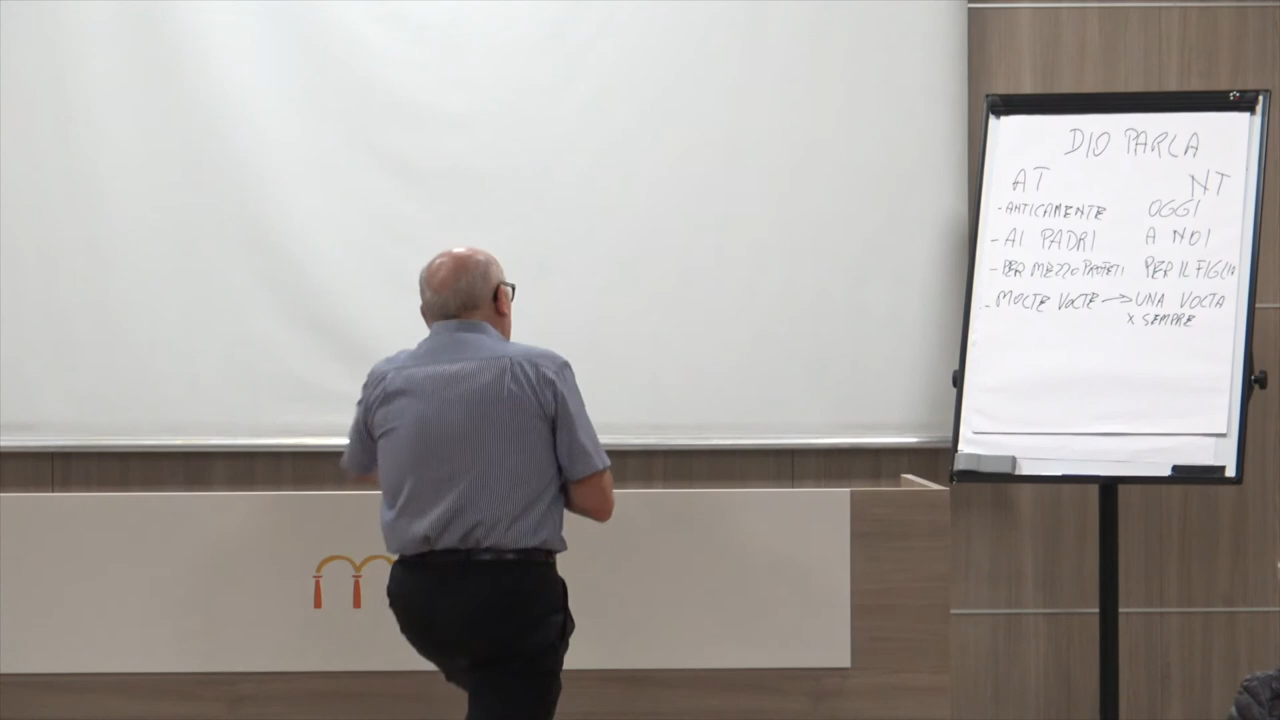 DIO PARLA
AT NT
- ANTICAMENTE OGGI
- AI PADRI A NOI
- PER MEZZO PROFETI PER IL FIGLIO
- MOLTE VOLTE → UNA VOLTA
x SEMPRE